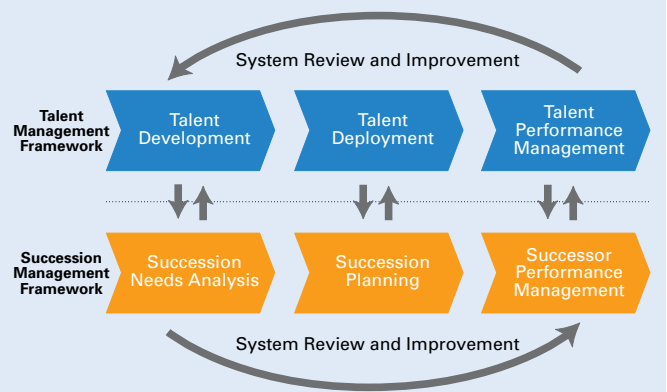 System Review and Improvement
Talent
Management
Framework
Talent
Development
Talent
Deployment
Talent
Performance
Management
Succession
Management
Framework
Succession
Needs Analysis
Succession
Planning
Successor
Performance
Management
System Review and Improvement